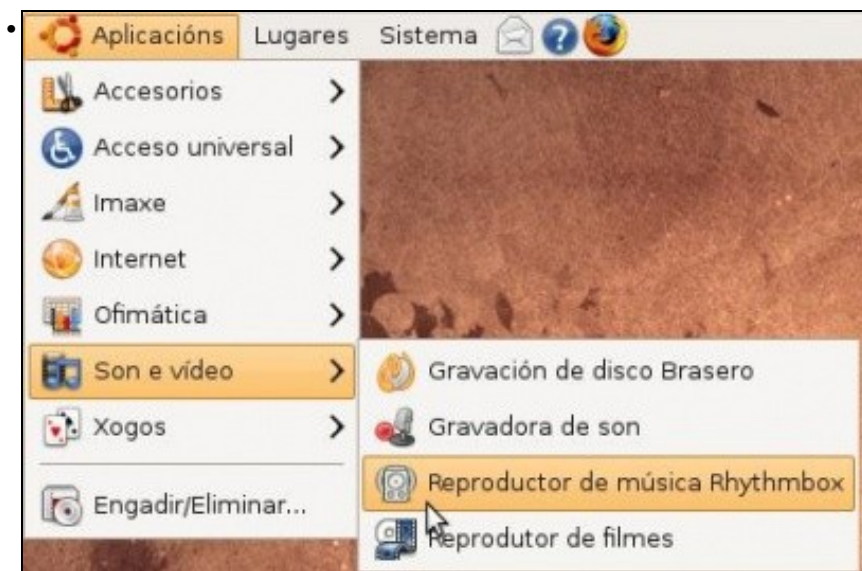 Aplicacións Lugares Sistema
Accesorios
Acceso universal
Imaxe
Internet
Ofimática
Son e vídeo
Xogos
Engadir/Eliminar...
Gravación de disco Brasero
Gravadora de son
Reproductor de música Rhythmbox
Reprodutor de filmes